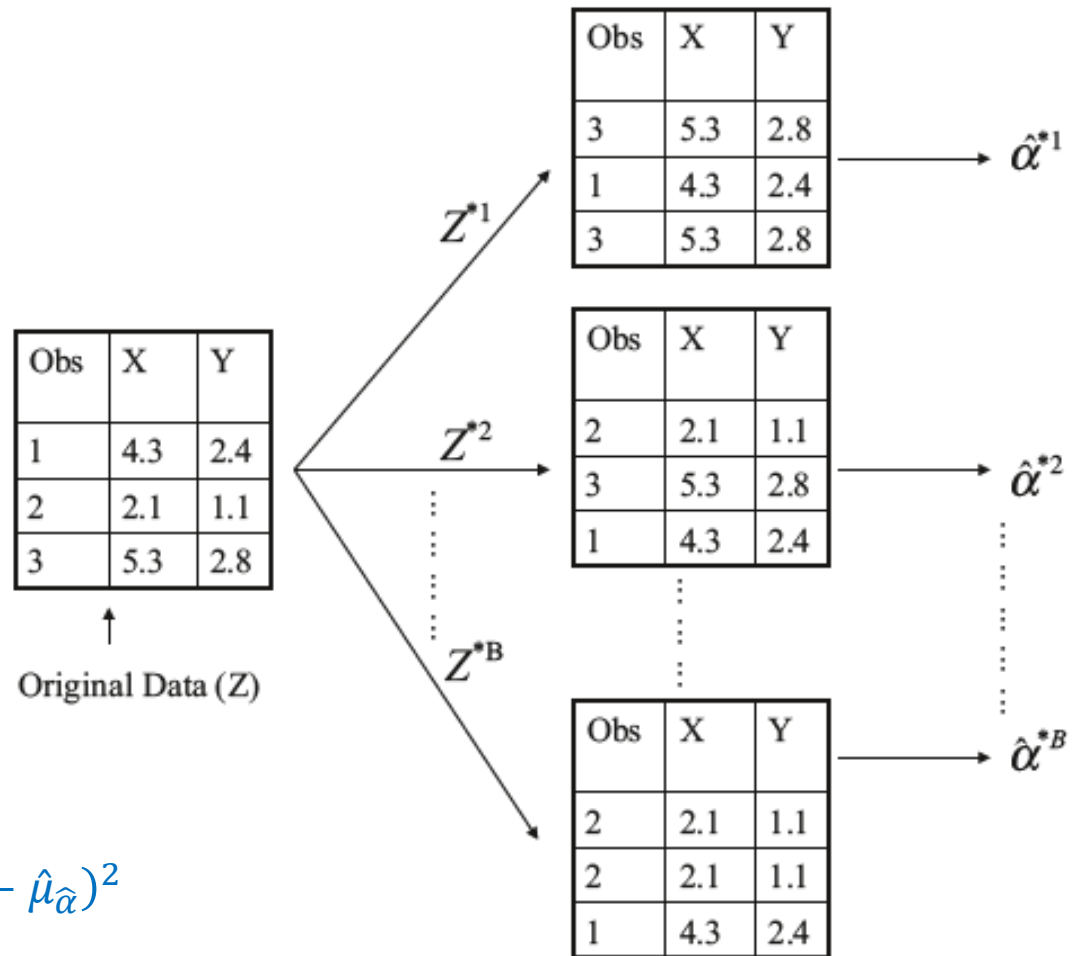 Obs X Y
1 4.3 2.4
2 2.1 1.1
3 5.3 2.8
Original Data (Z)
Z*1
Obs X Y
3 5.3 2.8
1 4.3 2.4
3 5.3 2.8
α̂*1
Z*2
Obs X Y
2 2.1 1.1
3 5.3 2.8
1 4.3 2.4
α̂*2
Z*B
Obs X Y
2 2.1 1.1
2 2.1 1.1
1 4.3 2.4
α̂*B
− μ̂_α̂)²